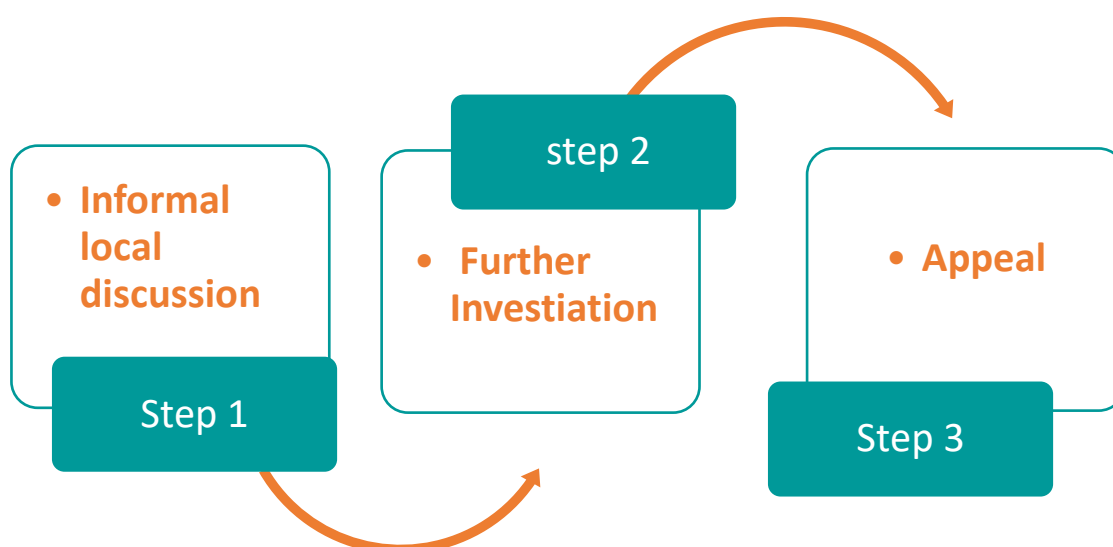 • Informal
local
discussion
Step 1
step 2
• Further
Investiation
• Appeal
Step 3